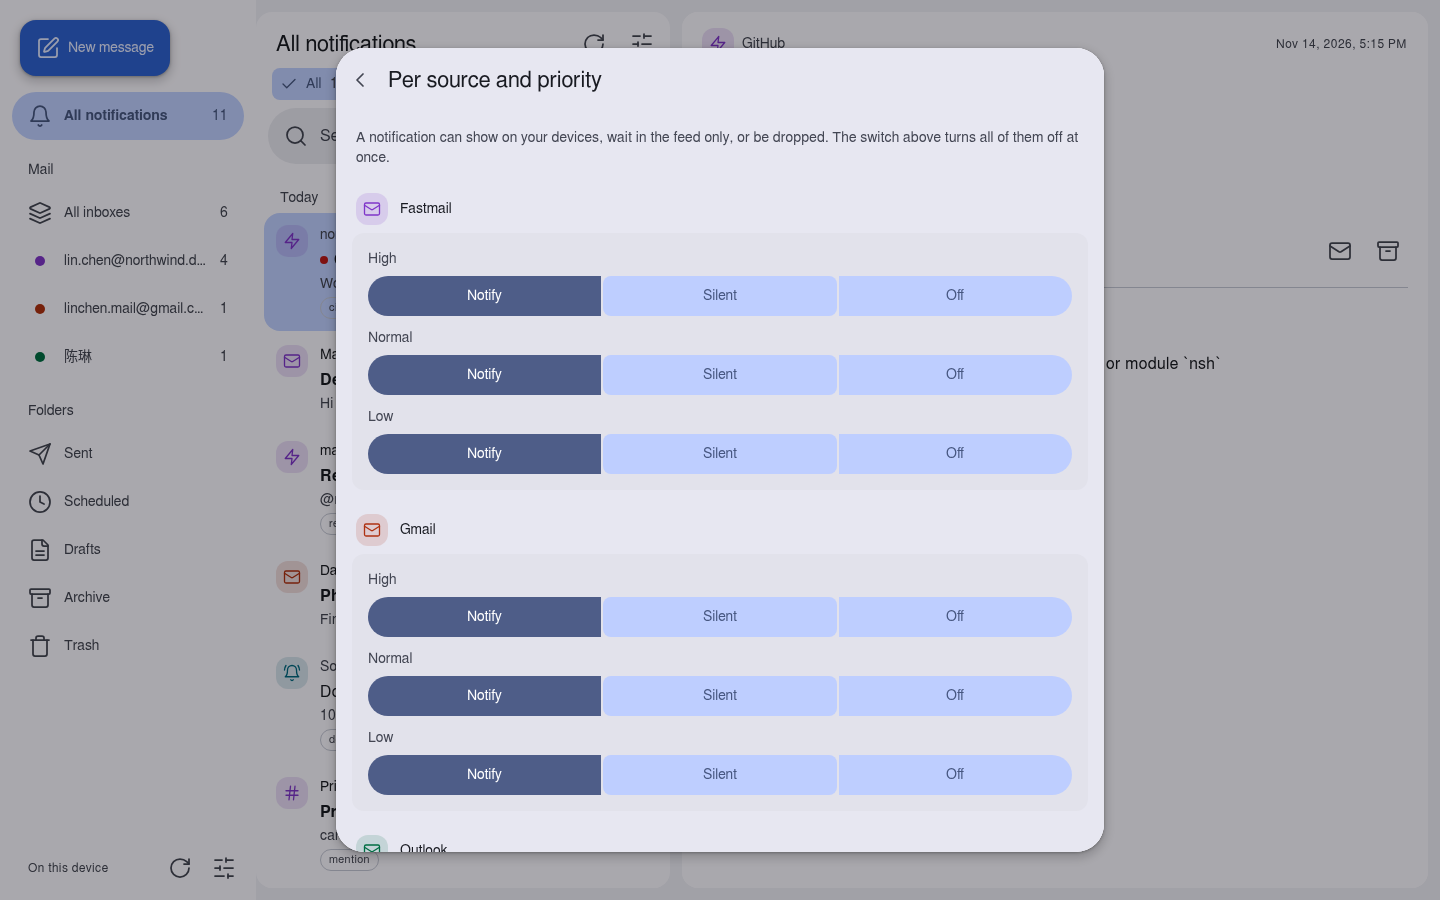 New message
All notifications
11
Mail
All inboxes
6
lin.chen@northwind.d...
4
linchen.mail@gmail.c...
1
陈琳
1
Folders
Sent
Scheduled
Drafts
Archive
Trash
On this device
All notifications
All
Today
mention
GitHub
Nov 14, 2026, 5:15 PM
or module `nsh`
Per source and priority
A notification can show on your devices, wait in the feed only, or be dropped. The switch above turns all of them off at
once.
Fastmail
High
Notify
Silent
Off
Normal
Notify
Silent
Off
Low
Notify
Silent
Off
Gmail
High
Notify
Silent
Off
Normal
Notify
Silent
Off
Low
Notify
Silent
Off
Outlook